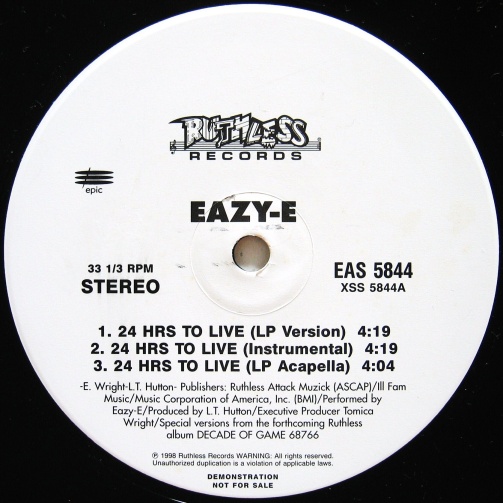 RUTHLESS
RECORDS
epic
EAZY-E
33 1/3 RPM
STEREO
EAS 5844
XSS 5844A
1. 24 HRS TO LIVE (LP Version) 4:19
2. 24 HRS TO LIVE (Instrumental) 4:19
3. 24 HRS TO LIVE (LP Acapella) 4:04
-E. Wright-L.T. Hutton- Publishers: Ruthless Attack Muzick (ASCAP)/Ill Fam
Music/Music Corporation of America, Inc. (BMI)/Performed by
Eazy-E/Produced by L.T. Hutton/Executive Producer Tomica
Wright/Special versions from the forthcoming Ruthless
album DECADE OF GAME 68766
℗ 1998 Ruthless Records WARNING: All rights reserved.
Unauthorized duplication is a violation of applicable laws.
DEMONSTRATION
NOT FOR SALE